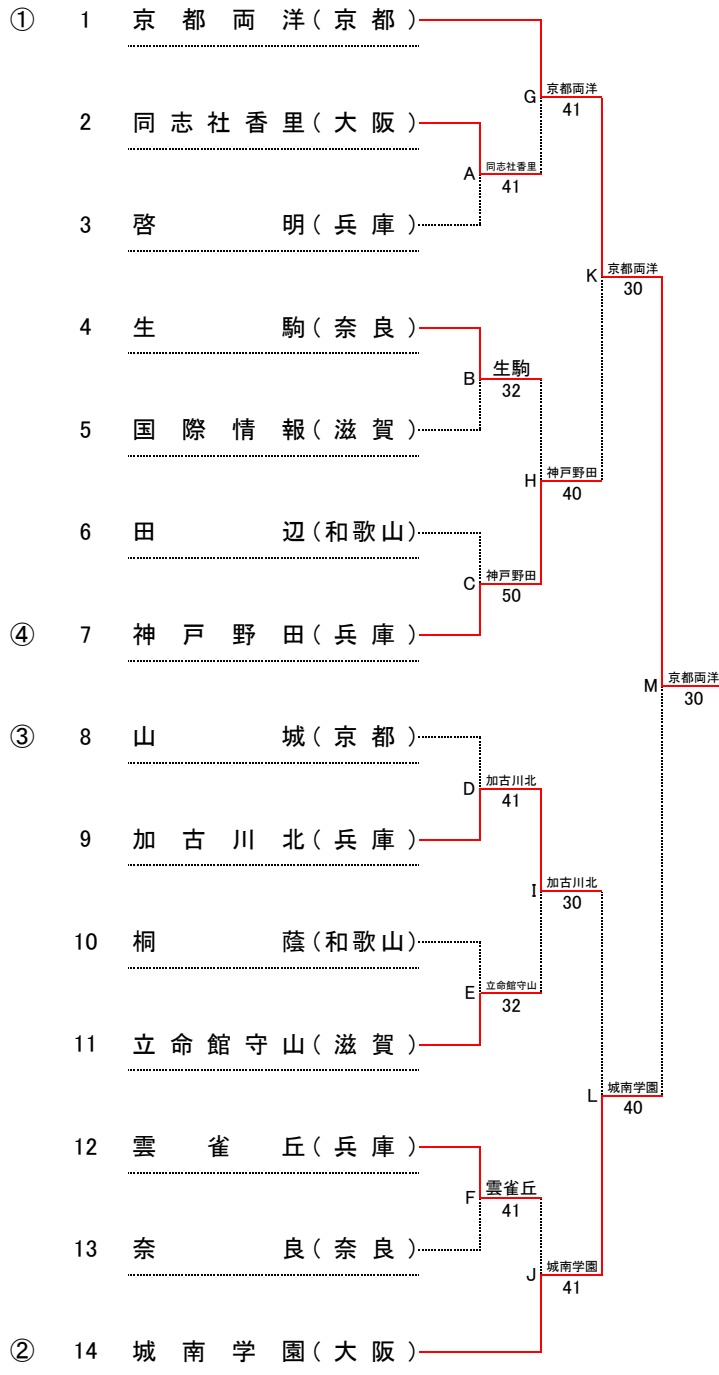 ① 1 京都両洋(京都)
G 京都両洋
41
2 同志社香里(大阪)
A 同志社香里
41
3 啓明(兵庫)
K 京都両洋
30
4 生駒(奈良)
B 生駒
32
5 国際情報(滋賀)
H 神戸野田
40
6 田辺(和歌山)
C 神戸野田
50
④ 7 神戸野田(兵庫)
M 京都両洋
30
③ 8 山城(京都)
D 加古川北
41
9 加古川北(兵庫)
I 加古川北
30
10 桐蔭(和歌山)
E 立命館守山
32
11 立命館守山(滋賀)
L 城南学園
40
12 雲雀丘(兵庫)
F 雲雀丘
41
13 奈良(奈良)
J 城南学園
41
② 14 城南学園(大阪)